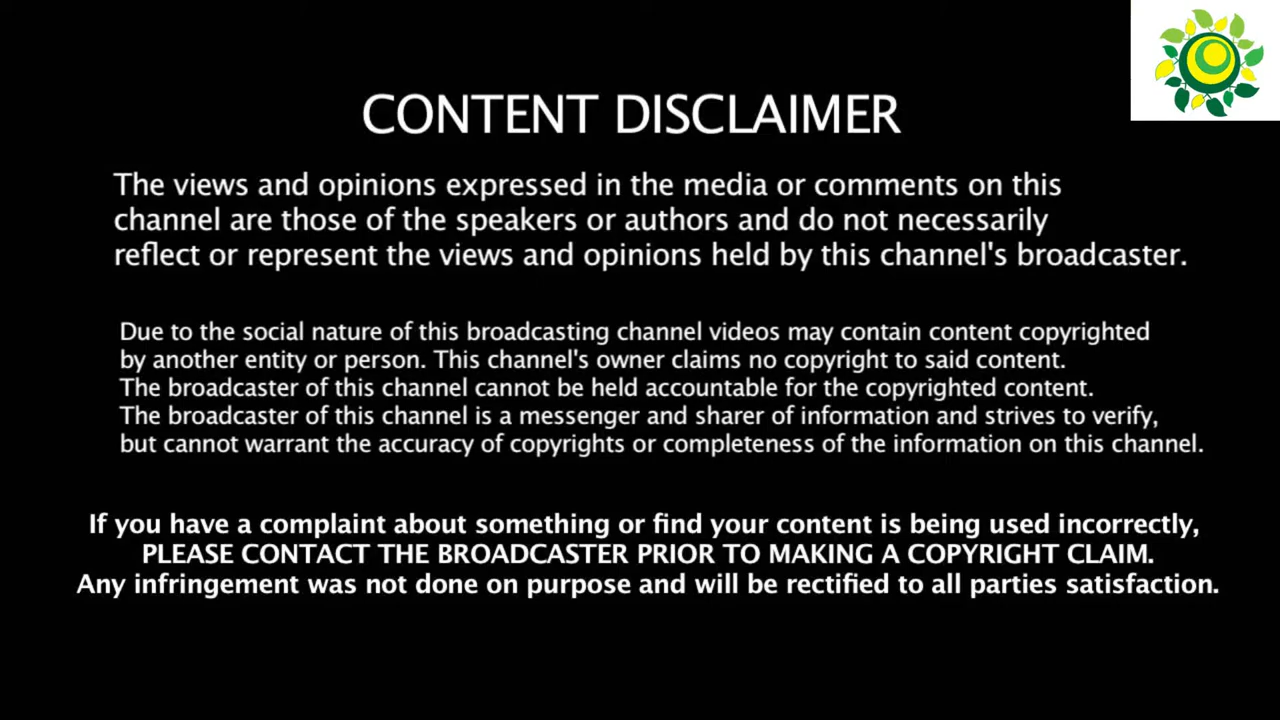 CONTENT DISCLAIMER
The views and opinions expressed in the media or comments on this
channel are those of the speakers or authors and do not necessarily
reflect or represent the views and opinions held by this channel's broadcaster.
Due to the social nature of this broadcasting channel videos may contain content copyrighted
by another entity or person. This channel's owner claims no copyright to said content.
The broadcaster of this channel cannot be held accountable for the copyrighted content.
The broadcaster of this channel is a messenger and sharer of information and strives to verify,
but cannot warrant the accuracy of copyrights or completeness of the information on this channel.
If you have a complaint about something or find your content is being used incorrectly,
PLEASE CONTACT THE BROADCASTER PRIOR TO MAKING A COPYRIGHT CLAIM.
Any infringement was not done on purpose and will be rectified to all parties satisfaction.